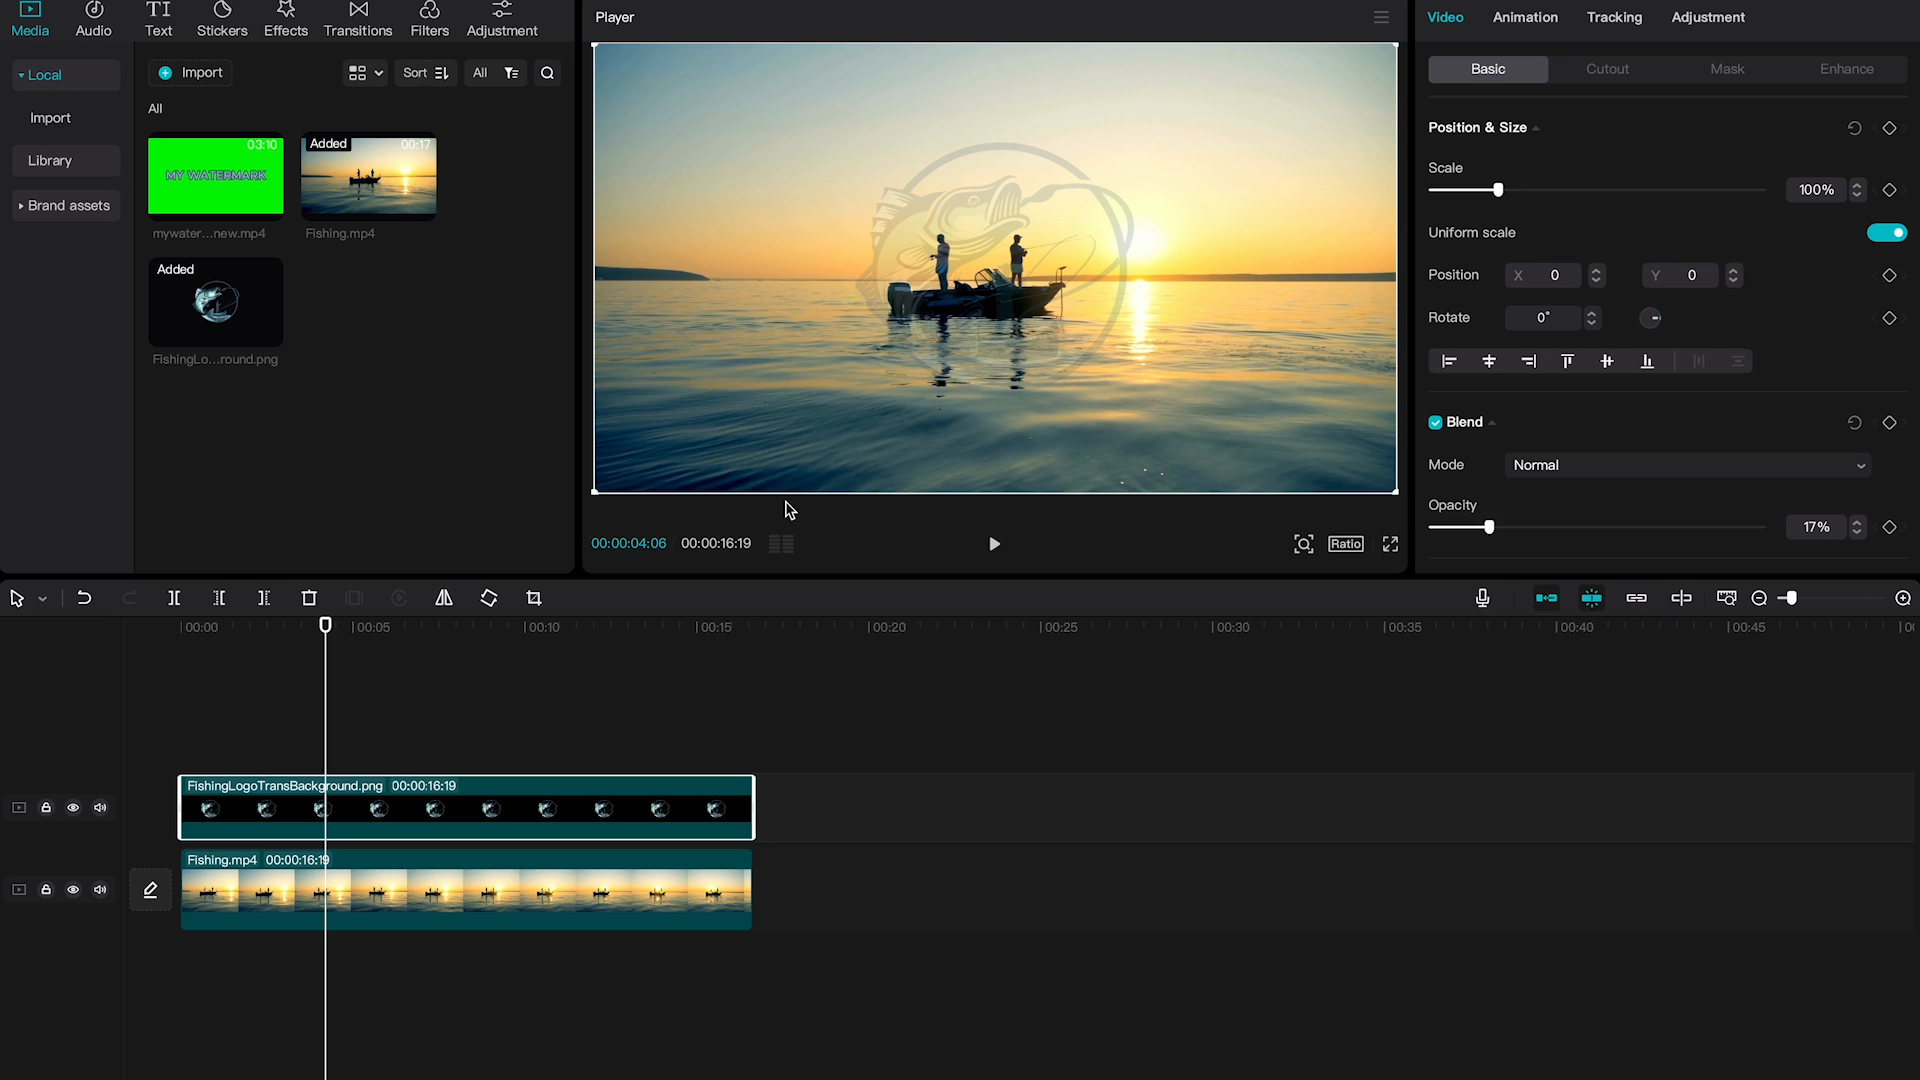 Media
Audio
Text
Stickers
Effects
Transitions
Filters
Adjustment
Local
Import
Library
Brand assets
Import
Sort
All
All
03:10
MY WATERMARK
mywater...new.mp4
Added
00:17
Fishing.mp4
Added
FishingLo...round.png
Player
00:00:04:06
00:00:16:19
Ratio
Video
Animation
Tracking
Adjustment
Basic
Cutout
Mask
Enhance
Position & Size
Scale
100%
Uniform scale
Position
X 0
Y 0
Rotate
0°
Blend
Mode
Normal
Opacity
17%
00:00
00:05
00:10
00:15
00:20
00:25
00:30
00:35
00:40
00:45
FishingLogoTransBackground.png 00:00:16:19
Fishing.mp4 00:00:16:19